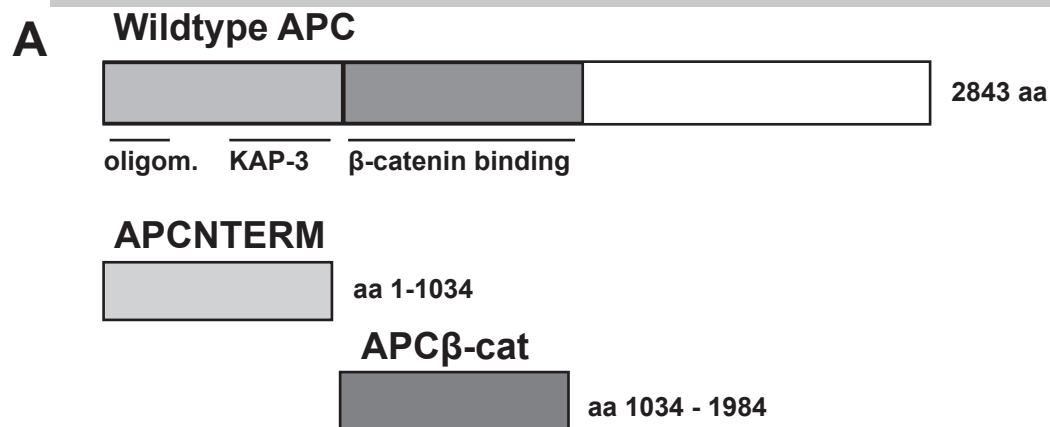 A
Wildtype APC
2843 aa
oligom. KAP-3 β-catenin binding
APCNTERM
aa 1-1034
APCβ-cat
aa 1034 - 1984